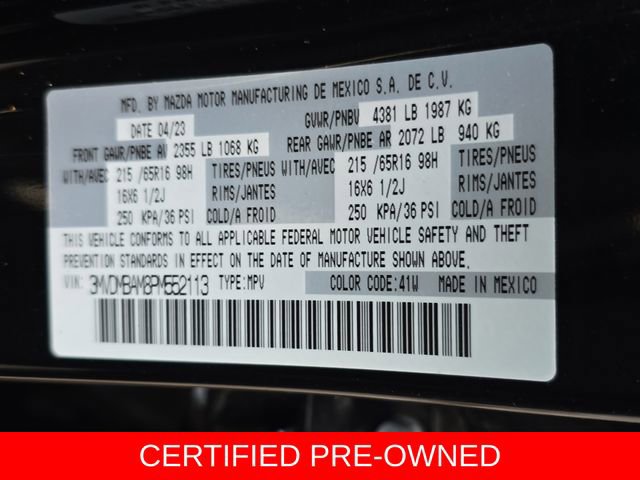 MFD. BY MAZDA MOTOR MANUFACTURING DE MEXICO S.A. DE C.V.
DATE 04/23 GVWR/PNBV 4381 LB 1987 KG
FRONT GAWR/PNBE AV 2355 LB 1068 KG REAR GAWR/PNBE AR 2072 LB 940 KG
WITH/AVEC 215 /65R16 98H TIRES/PNEUS WITH/AVEC 215 /65R16 98H TIRES/PNEUS
16X6 1/2J RIMS/JANTES 16X6 1/2J RIMS/JANTES
250 KPA/36 PSI COLD/A FROID 250 KPA/36 PSI COLD/A FROID
THIS VEHICLE CONFORMS TO ALL APPLICABLE FEDERAL MOTOR VEHICLE SAFETY AND THEFT
PREVENTION STANDARDS IN EFFECT ON THE DATE OF MANUFACTURE SHOWN ABOVE.
VIN: 3MVDMBAM8PM552113 TYPE:MPV COLOR CODE:41W MADE IN MEXICO
CERTIFIED PRE-OWNED